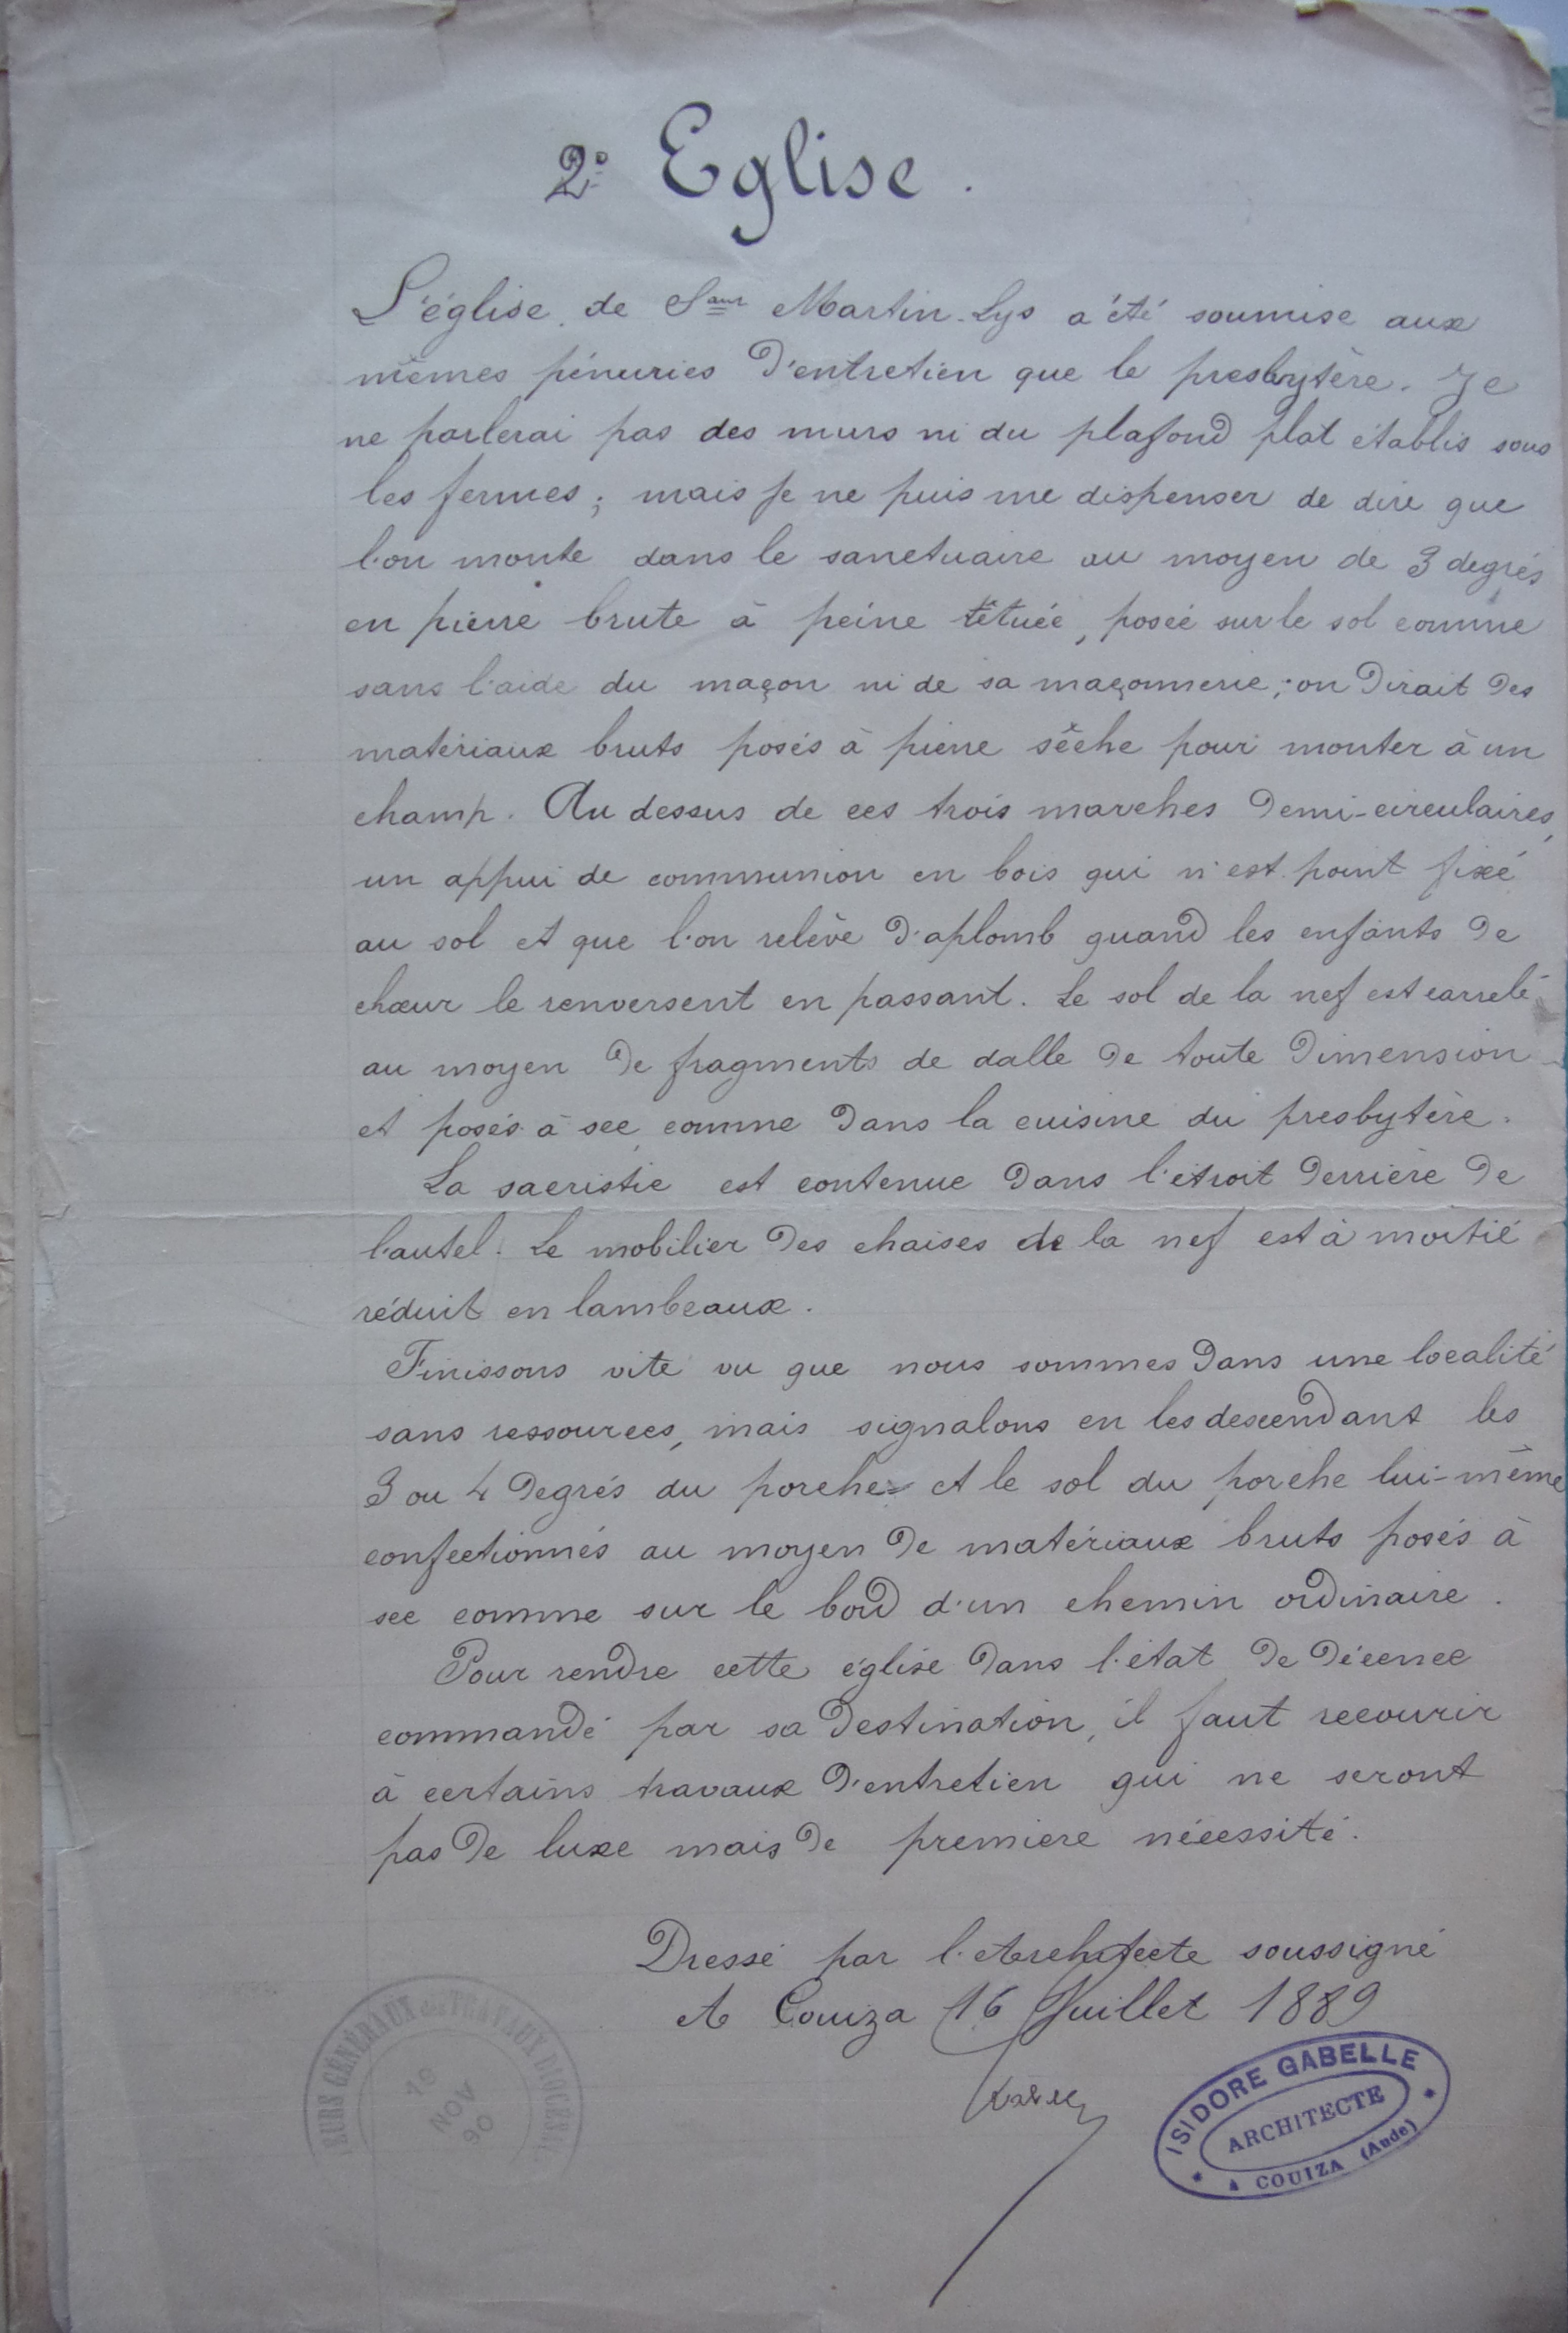 2° Eglise.
L'église de Saint Martin-Lys a été soumise aux
mêmes pénuries d'entretien que le presbytère. Je
ne parlerai pas des murs ni du plafond plat établis sous
les fermes ; mais je ne puis me dispenser de dire que
l'on monte dans le sanctuaire au moyen de 3 degrés
en pierre brute à peine têtuée, posée sur le sol comme
sans l'aide du maçon ni de sa maçonnerie ; on dirait des
matériaux bruts posés à pierre sèche pour monter à un
champ. Au dessus de ces trois marches demi-circulaires,
un appui de communion en bois qui n'est point fixé
au sol et que l'on relève d'aplomb quand les enfants de
chœur le renversent en passant. Le sol de la nef est carrelé
au moyen de fragments de dalle de toute dimension
et posés à sec comme dans la cuisine du presbytère.
La sacristie est contenue dans l'étroit derrière de
l'autel. Le mobilier des chaises de la nef est à moitié
réduit en lambeaux.
Finissons vite vu que nous sommes dans une localité
sans ressources, mais signalons en les descendant les
3 ou 4 degrés du porche et le sol du porche lui-même
confectionnés au moyen de matériaux bruts posés à
sec comme sur le bord d'un chemin ordinaire.
Pour rendre cette église dans l'état de décence
commandé par sa destination, il faut recourir
à certains travaux d'entretien qui ne seront
pas de luxe mais de première nécessité.
Dressé par l'Architecte soussigné
A Couiza 16 Juillet 1889
ISIDORE GABELLE
ARCHITECTE
A COUIZA (Aude)
GÉNÉRAUX des TRAVAUX
NOV
90